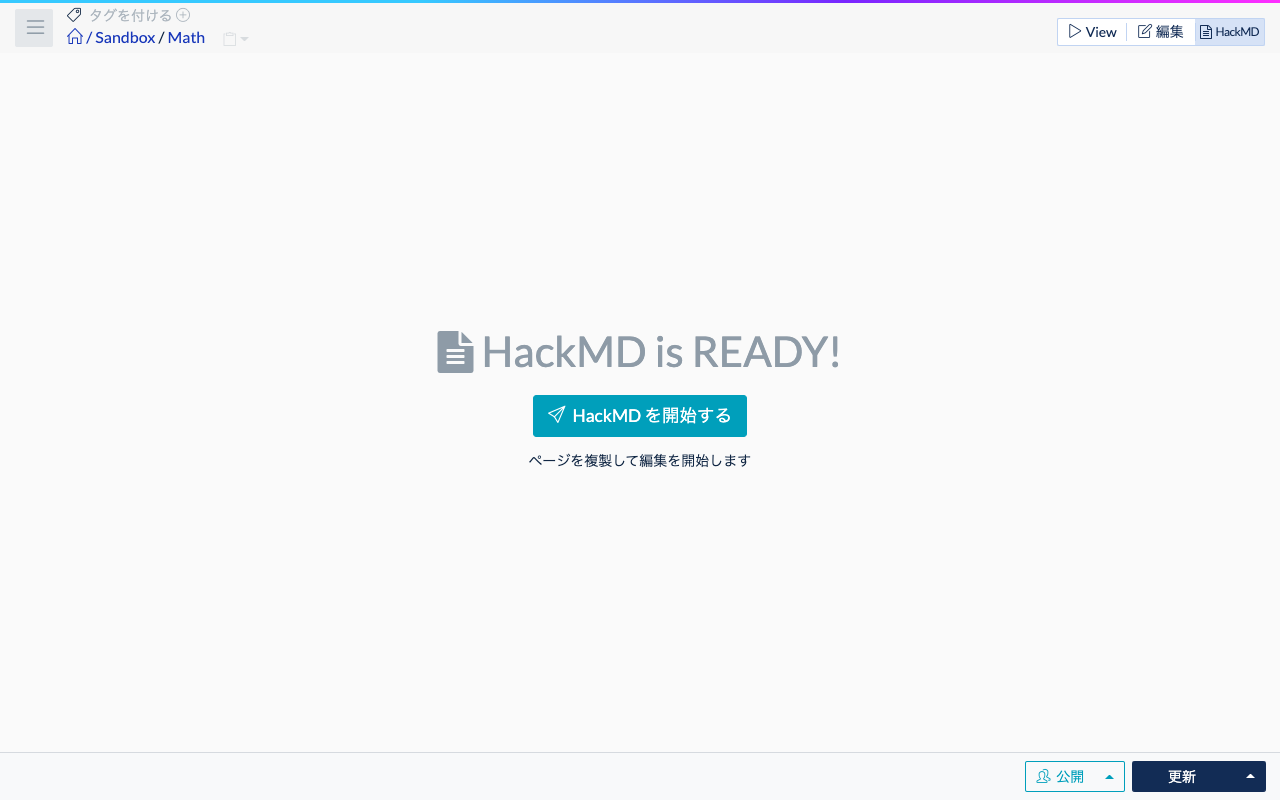 タグを付ける
/ Sandbox / Math
View
編集
HackMD
HackMD is READY!
HackMD を開始する
ページを複製して編集を開始します
公開
更新